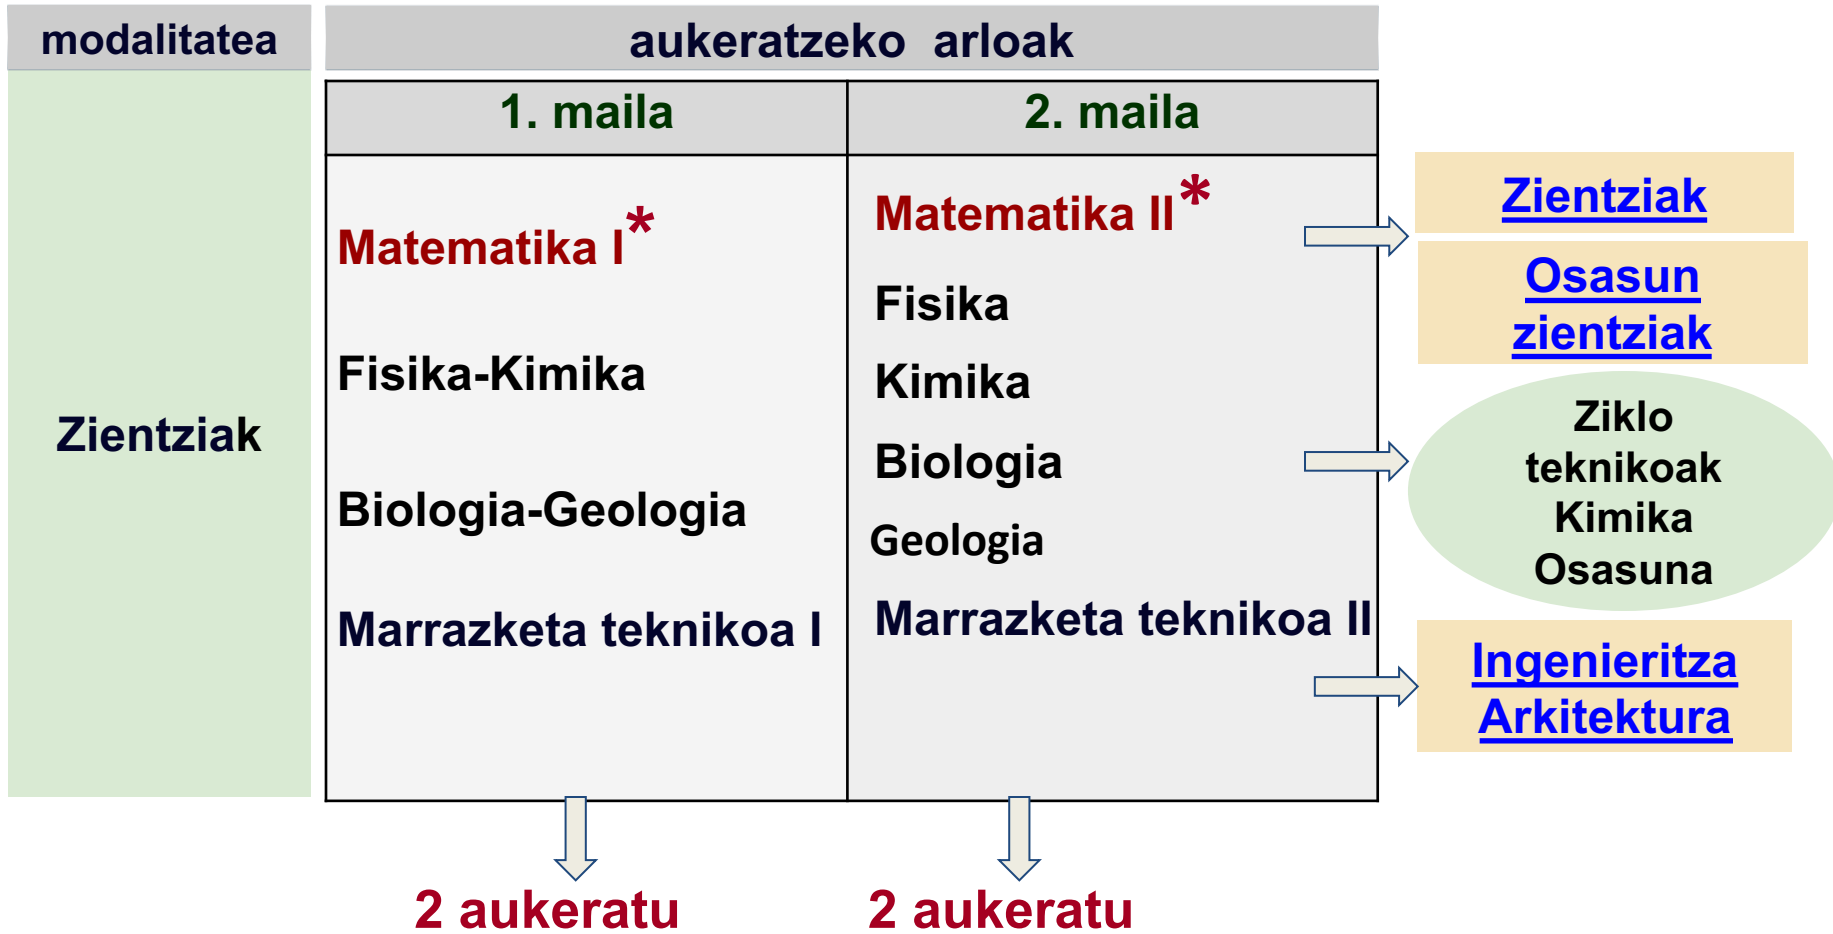 modalitatea
aukeratzeko arloak
1. maila
2. maila
Zientziak
Matematika I*
Fisika-Kimika
Biologia-Geologia
Marrazketa teknikoa I
Matematika II*
Fisika
Kimika
Biologia
Geologia
Marrazketa teknikoa II
Zientziak
Osasun
zientziak
Ziklo
teknikoak
Kimika
Osasuna
Ingenieritza
Arkitektura
2 aukeratu
2 aukeratu